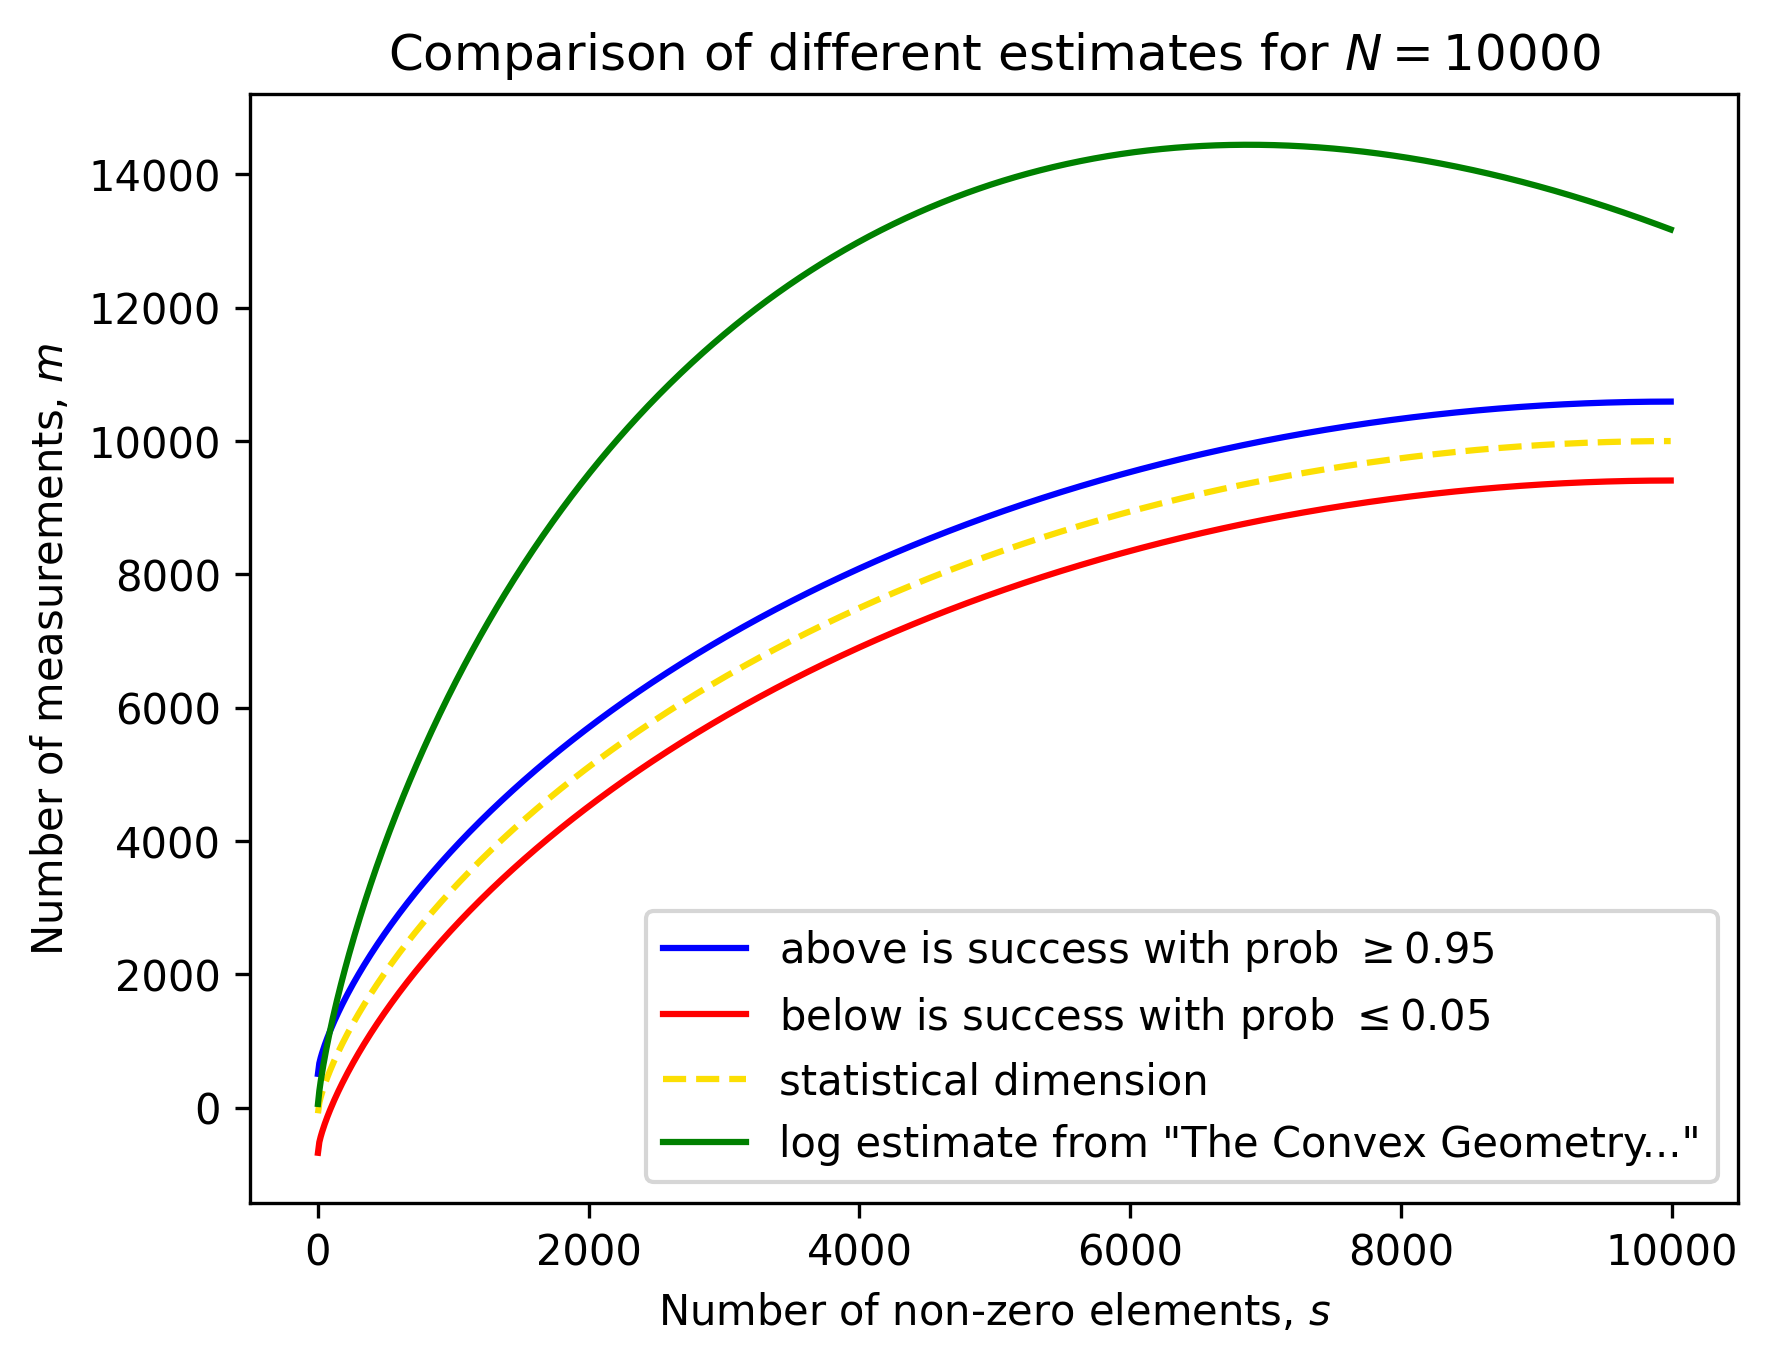 Comparison of different estimates for N = 10000
Number of measurements, m
14000
12000
10000
8000
6000
4000
2000
0
above is success with prob ≥ 0.95
below is success with prob ≤ 0.05
statistical dimension
log estimate from "The Convex Geometry..."
0 2000 4000 6000 8000 10000
Number of non-zero elements, s